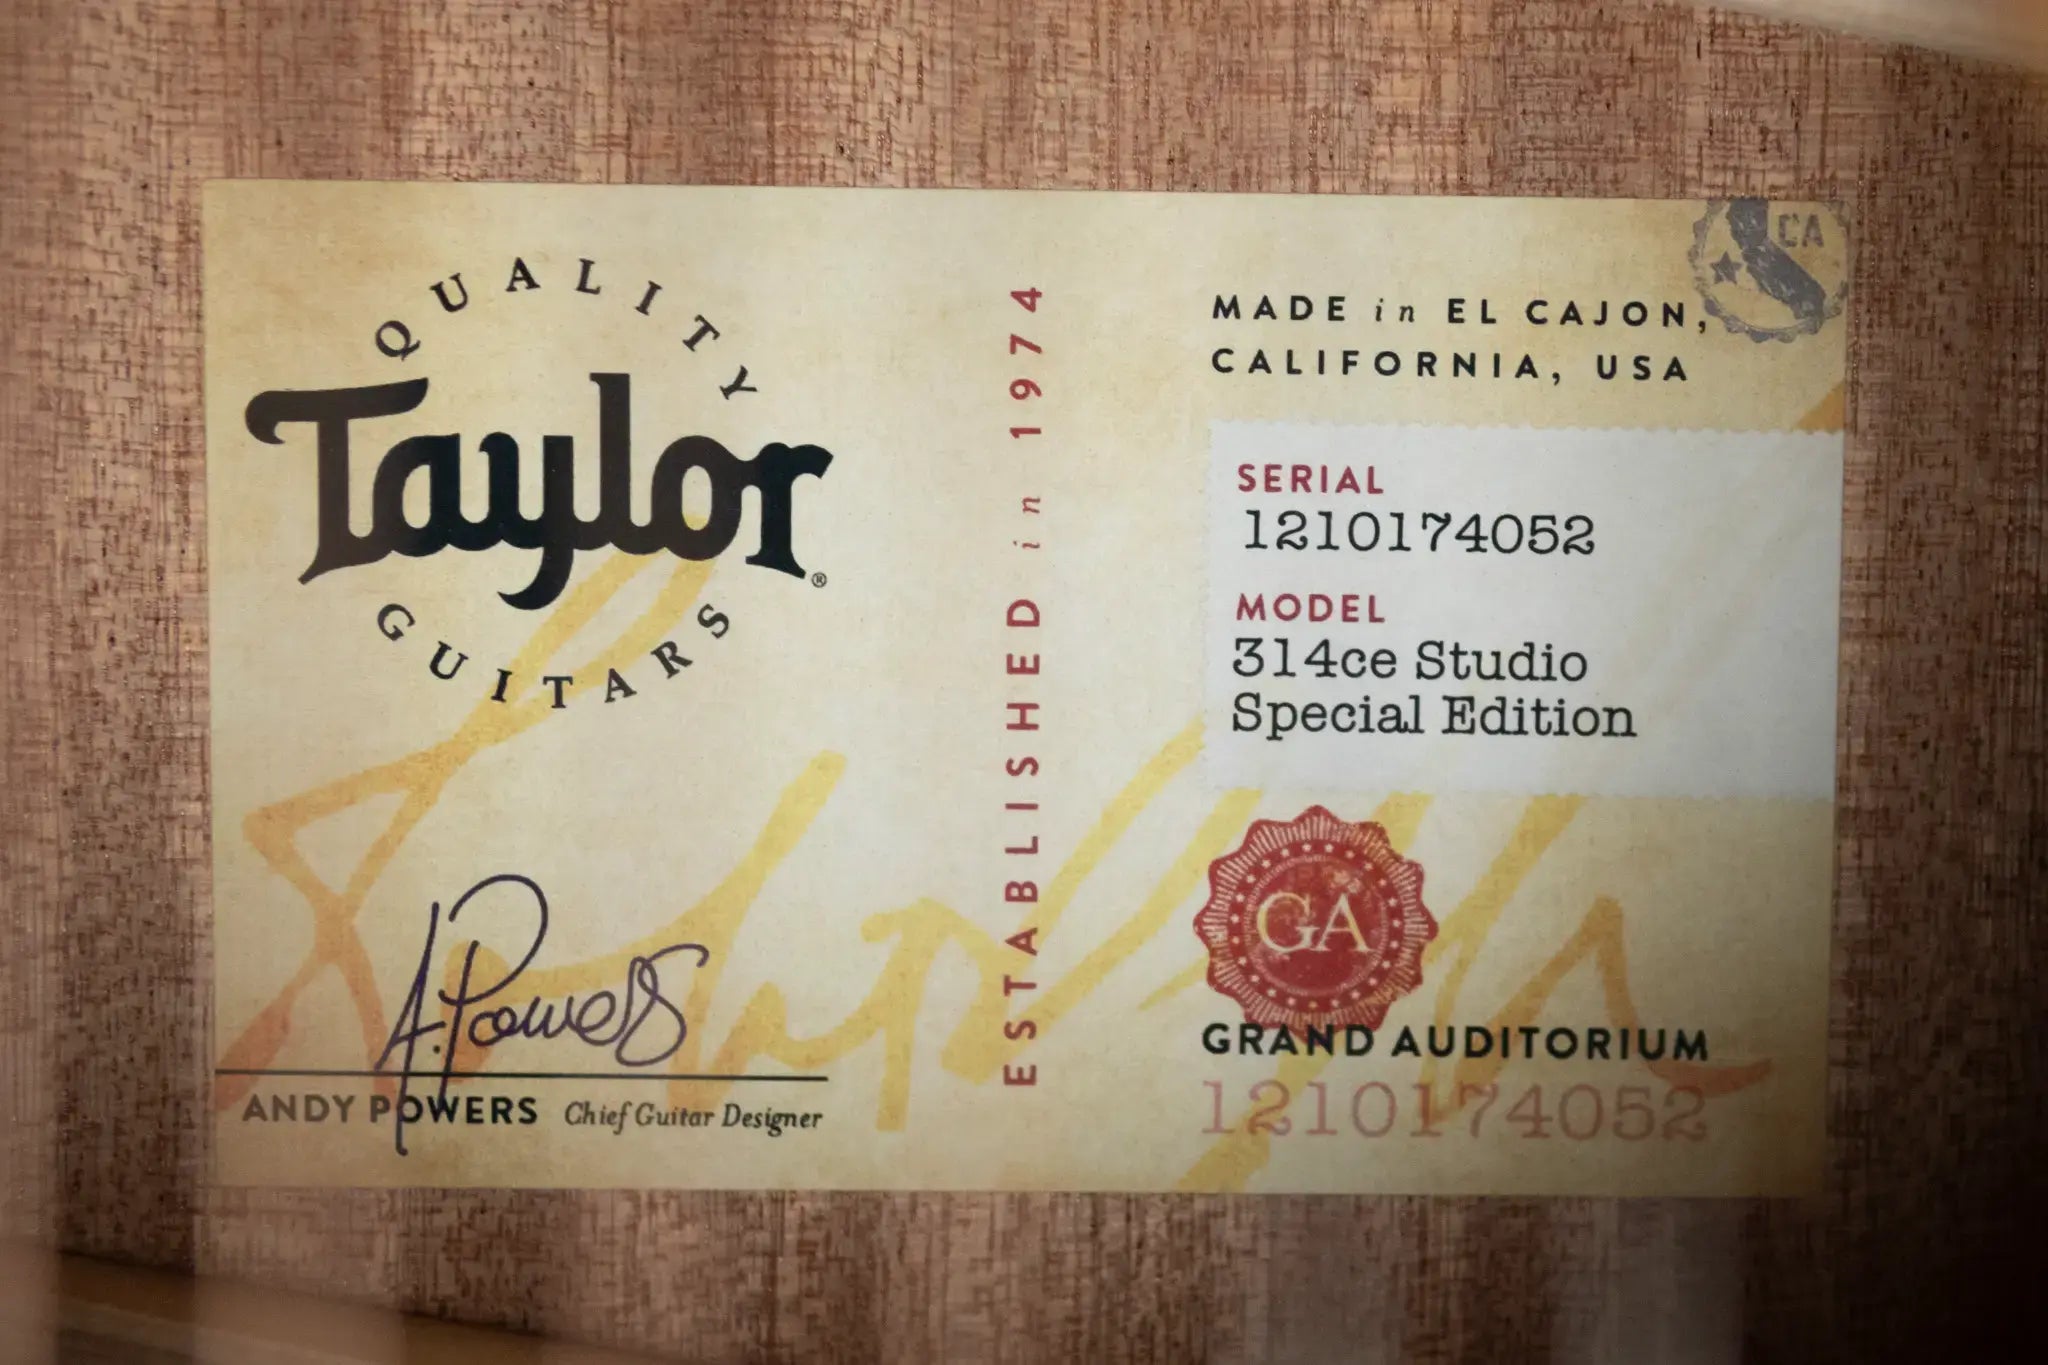 QUALITY
Taylor®
GUITARS
A. Powers
ANDY POWERS Chief Guitar Designer
ESTABLISHED in 1974
CA
MADE in EL CAJON,
CALIFORNIA, USA
SERIAL
1210174052
MODEL
314ce Studio
Special Edition
GA
GRAND AUDITORIUM
1210174052